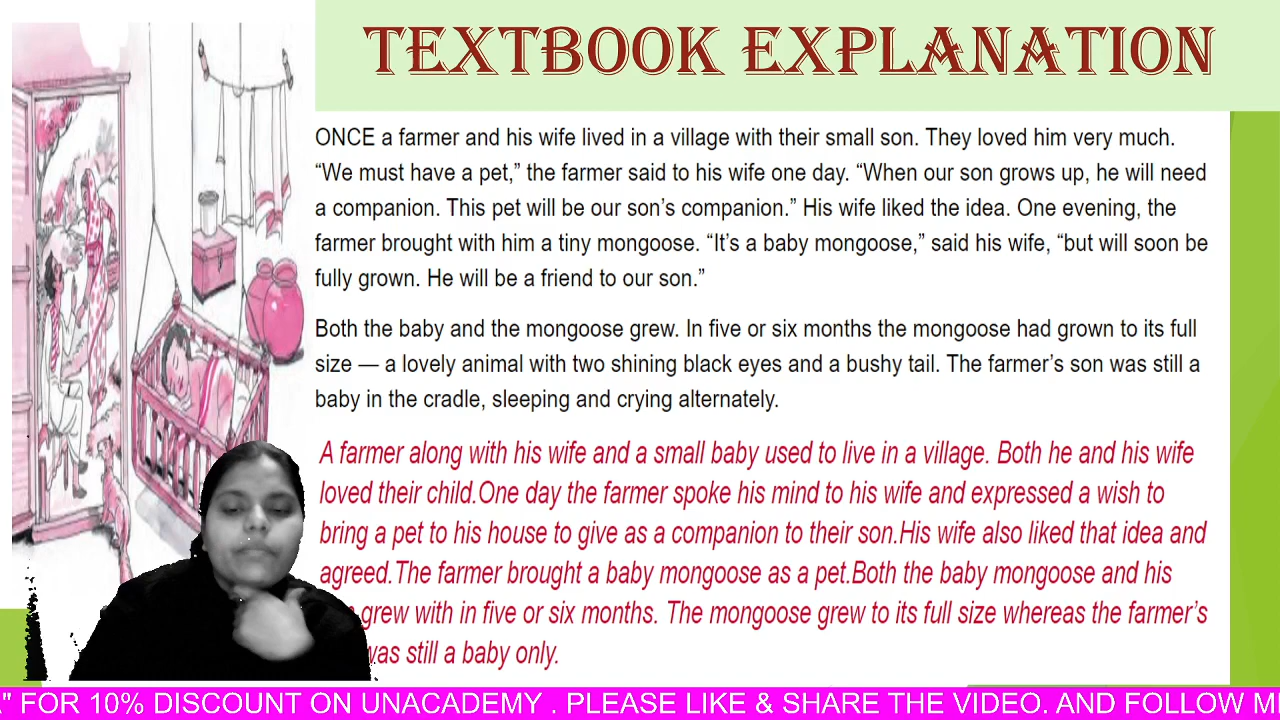 TEXTBOOK EXPLANATION
ONCE a farmer and his wife lived in a village with their small son. They loved him very much.
“We must have a pet,” the farmer said to his wife one day. “When our son grows up, he will need
a companion. This pet will be our son’s companion.” His wife liked the idea. One evening, the
farmer brought with him a tiny mongoose. “It’s a baby mongoose,” said his wife, “but will soon be
fully grown. He will be a friend to our son.”
Both the baby and the mongoose grew. In five or six months the mongoose had grown to its full
size — a lovely animal with two shining black eyes and a bushy tail. The farmer’s son was still a
baby in the cradle, sleeping and crying alternately.
A farmer along with his wife and a small baby used to live in a village. Both he and his wife
loved their child.One day the farmer spoke his mind to his wife and expressed a wish to
bring a pet to his house to give as a companion to their son.His wife also liked that idea and
agreed.The farmer brought a baby mongoose as a pet.Both the baby mongoose and his
grew with in five or six months. The mongoose grew to its full size whereas the farmer’s
was still a baby only.
" FOR 10% DISCOUNT ON UNACADEMY . PLEASE LIKE & SHARE THE VIDEO. AND FOLLOW